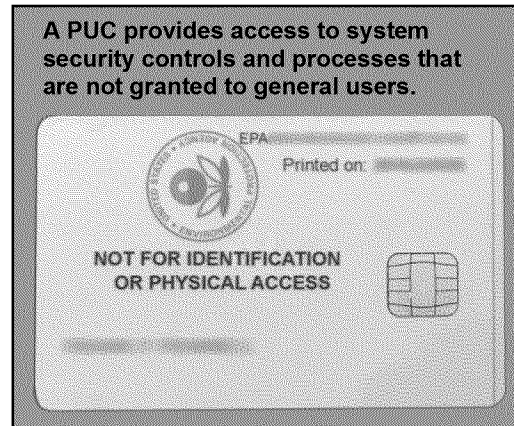 A PUC provides access to system
security controls and processes that
are not granted to general users.
EPA
Printed on:
NOT FOR IDENTIFICATION
OR PHYSICAL ACCESS